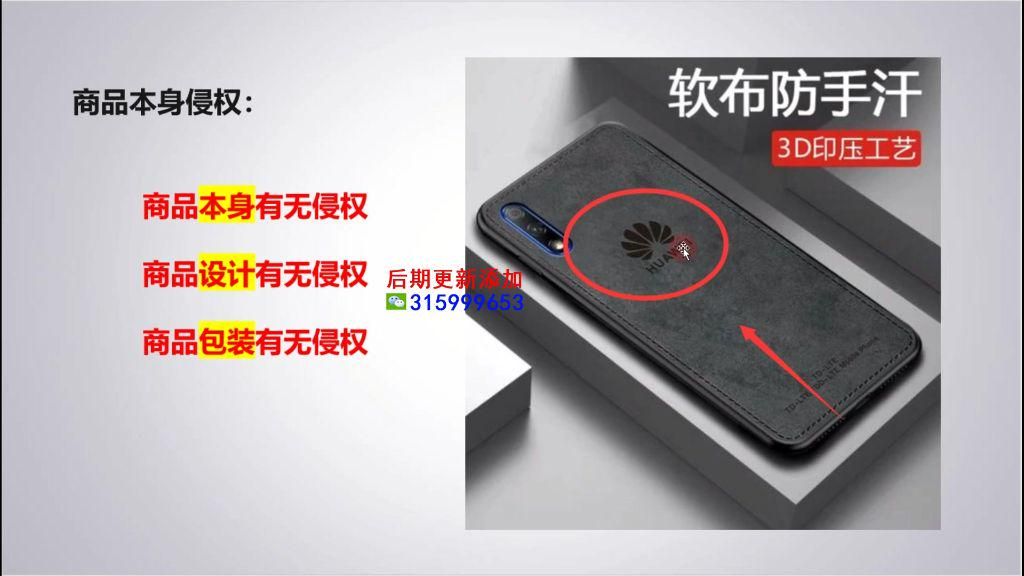 商品本身侵权：
商品本身有无侵权
商品设计有无侵权
商品包装有无侵权
后期更新添加
315999653
软布防手汗
3D印压工艺
TD-LTE